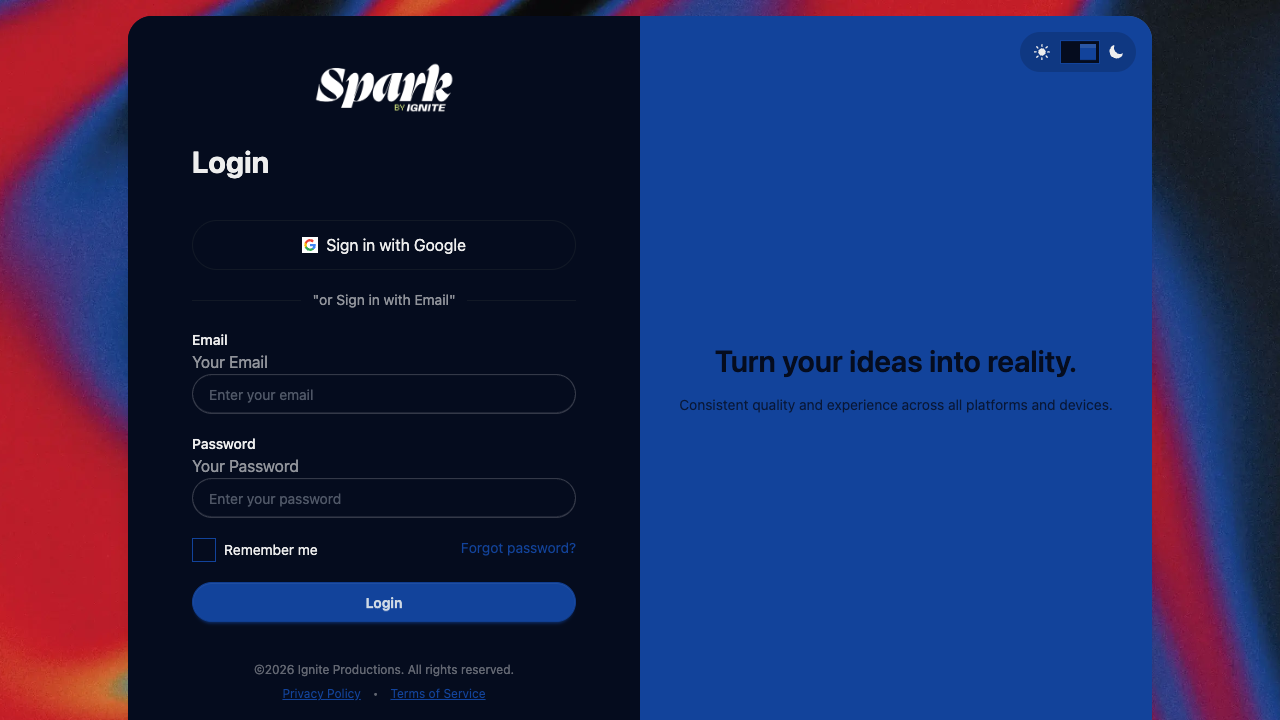 Spark
BY IGNITE
Login
Sign in with Google
"or Sign in with Email"
Email
Your Email
Enter your email
Password
Your Password
Enter your password
Remember me
Forgot password?
Login
©2026 Ignite Productions. All rights reserved.
Privacy Policy • Terms of Service
Turn your ideas into reality.
Consistent quality and experience across all platforms and devices.